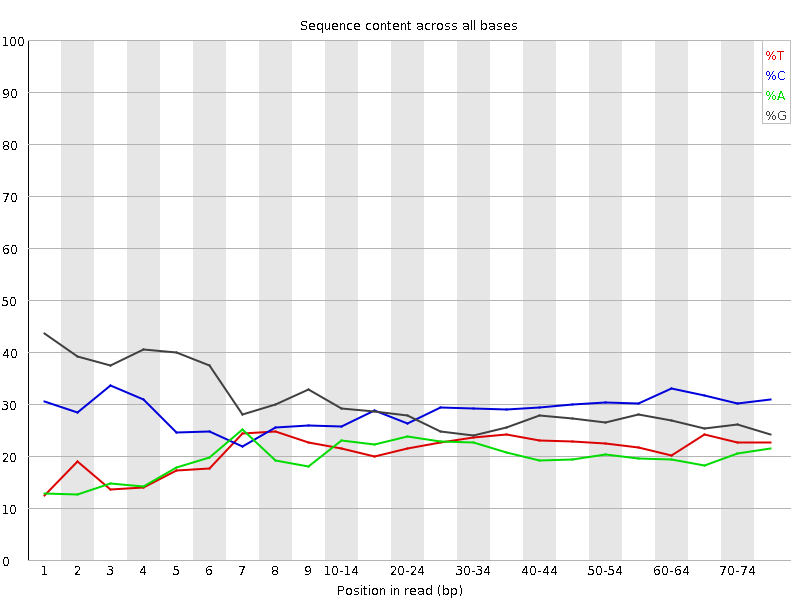 Sequence content across all bases
100
90
80
70
60
50
40
30
20
10
0
%T
%C
%A
%G
1 2 3 4 5 6 7 8 9 10-14 20-24 30-34 40-44 50-54 60-64 70-74
Position in read (bp)